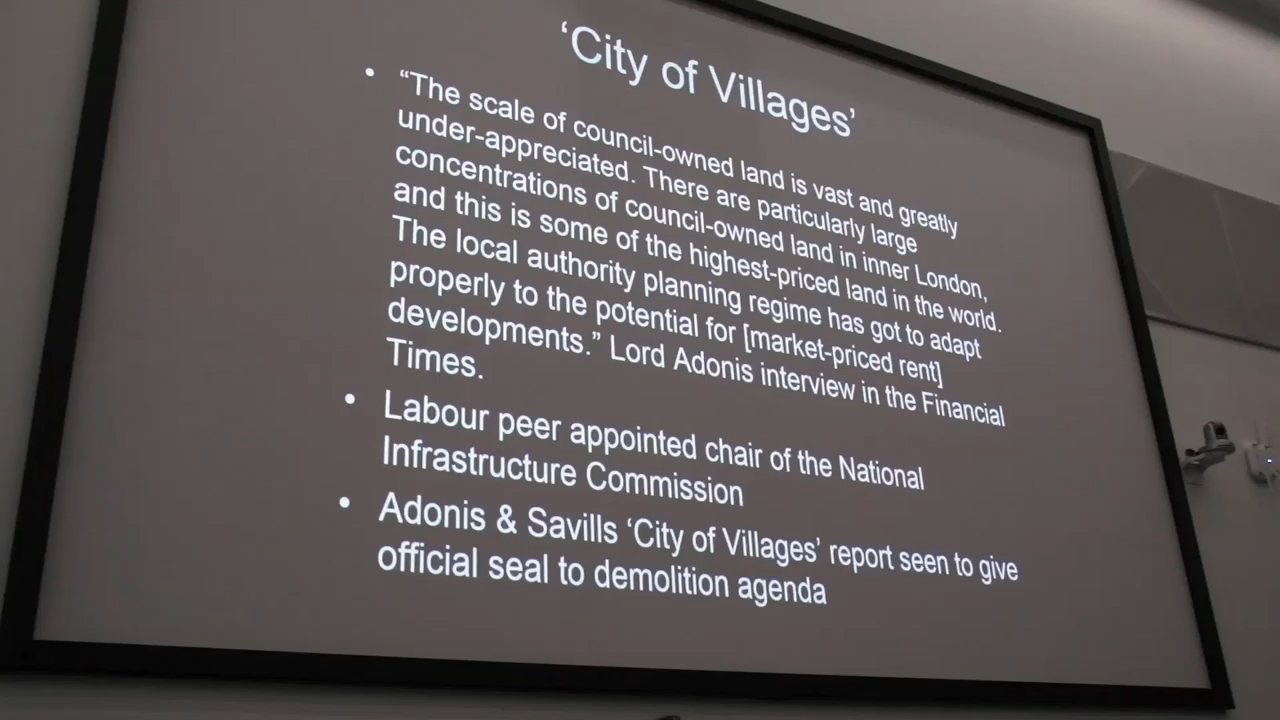 ‘City of Villages’
• “The scale of council-owned land is vast and greatly
under-appreciated. There are particularly large
concentrations of council-owned land in inner London,
and this is some of the highest-priced land in the world.
The local authority planning regime has got to adapt
properly to the potential for [market-priced rent]
developments.” Lord Adonis interview in the Financial
Times.
• Labour peer appointed chair of the National
Infrastructure Commission
• Adonis & Savills ‘City of Villages’ report seen to give
official seal to demolition agenda